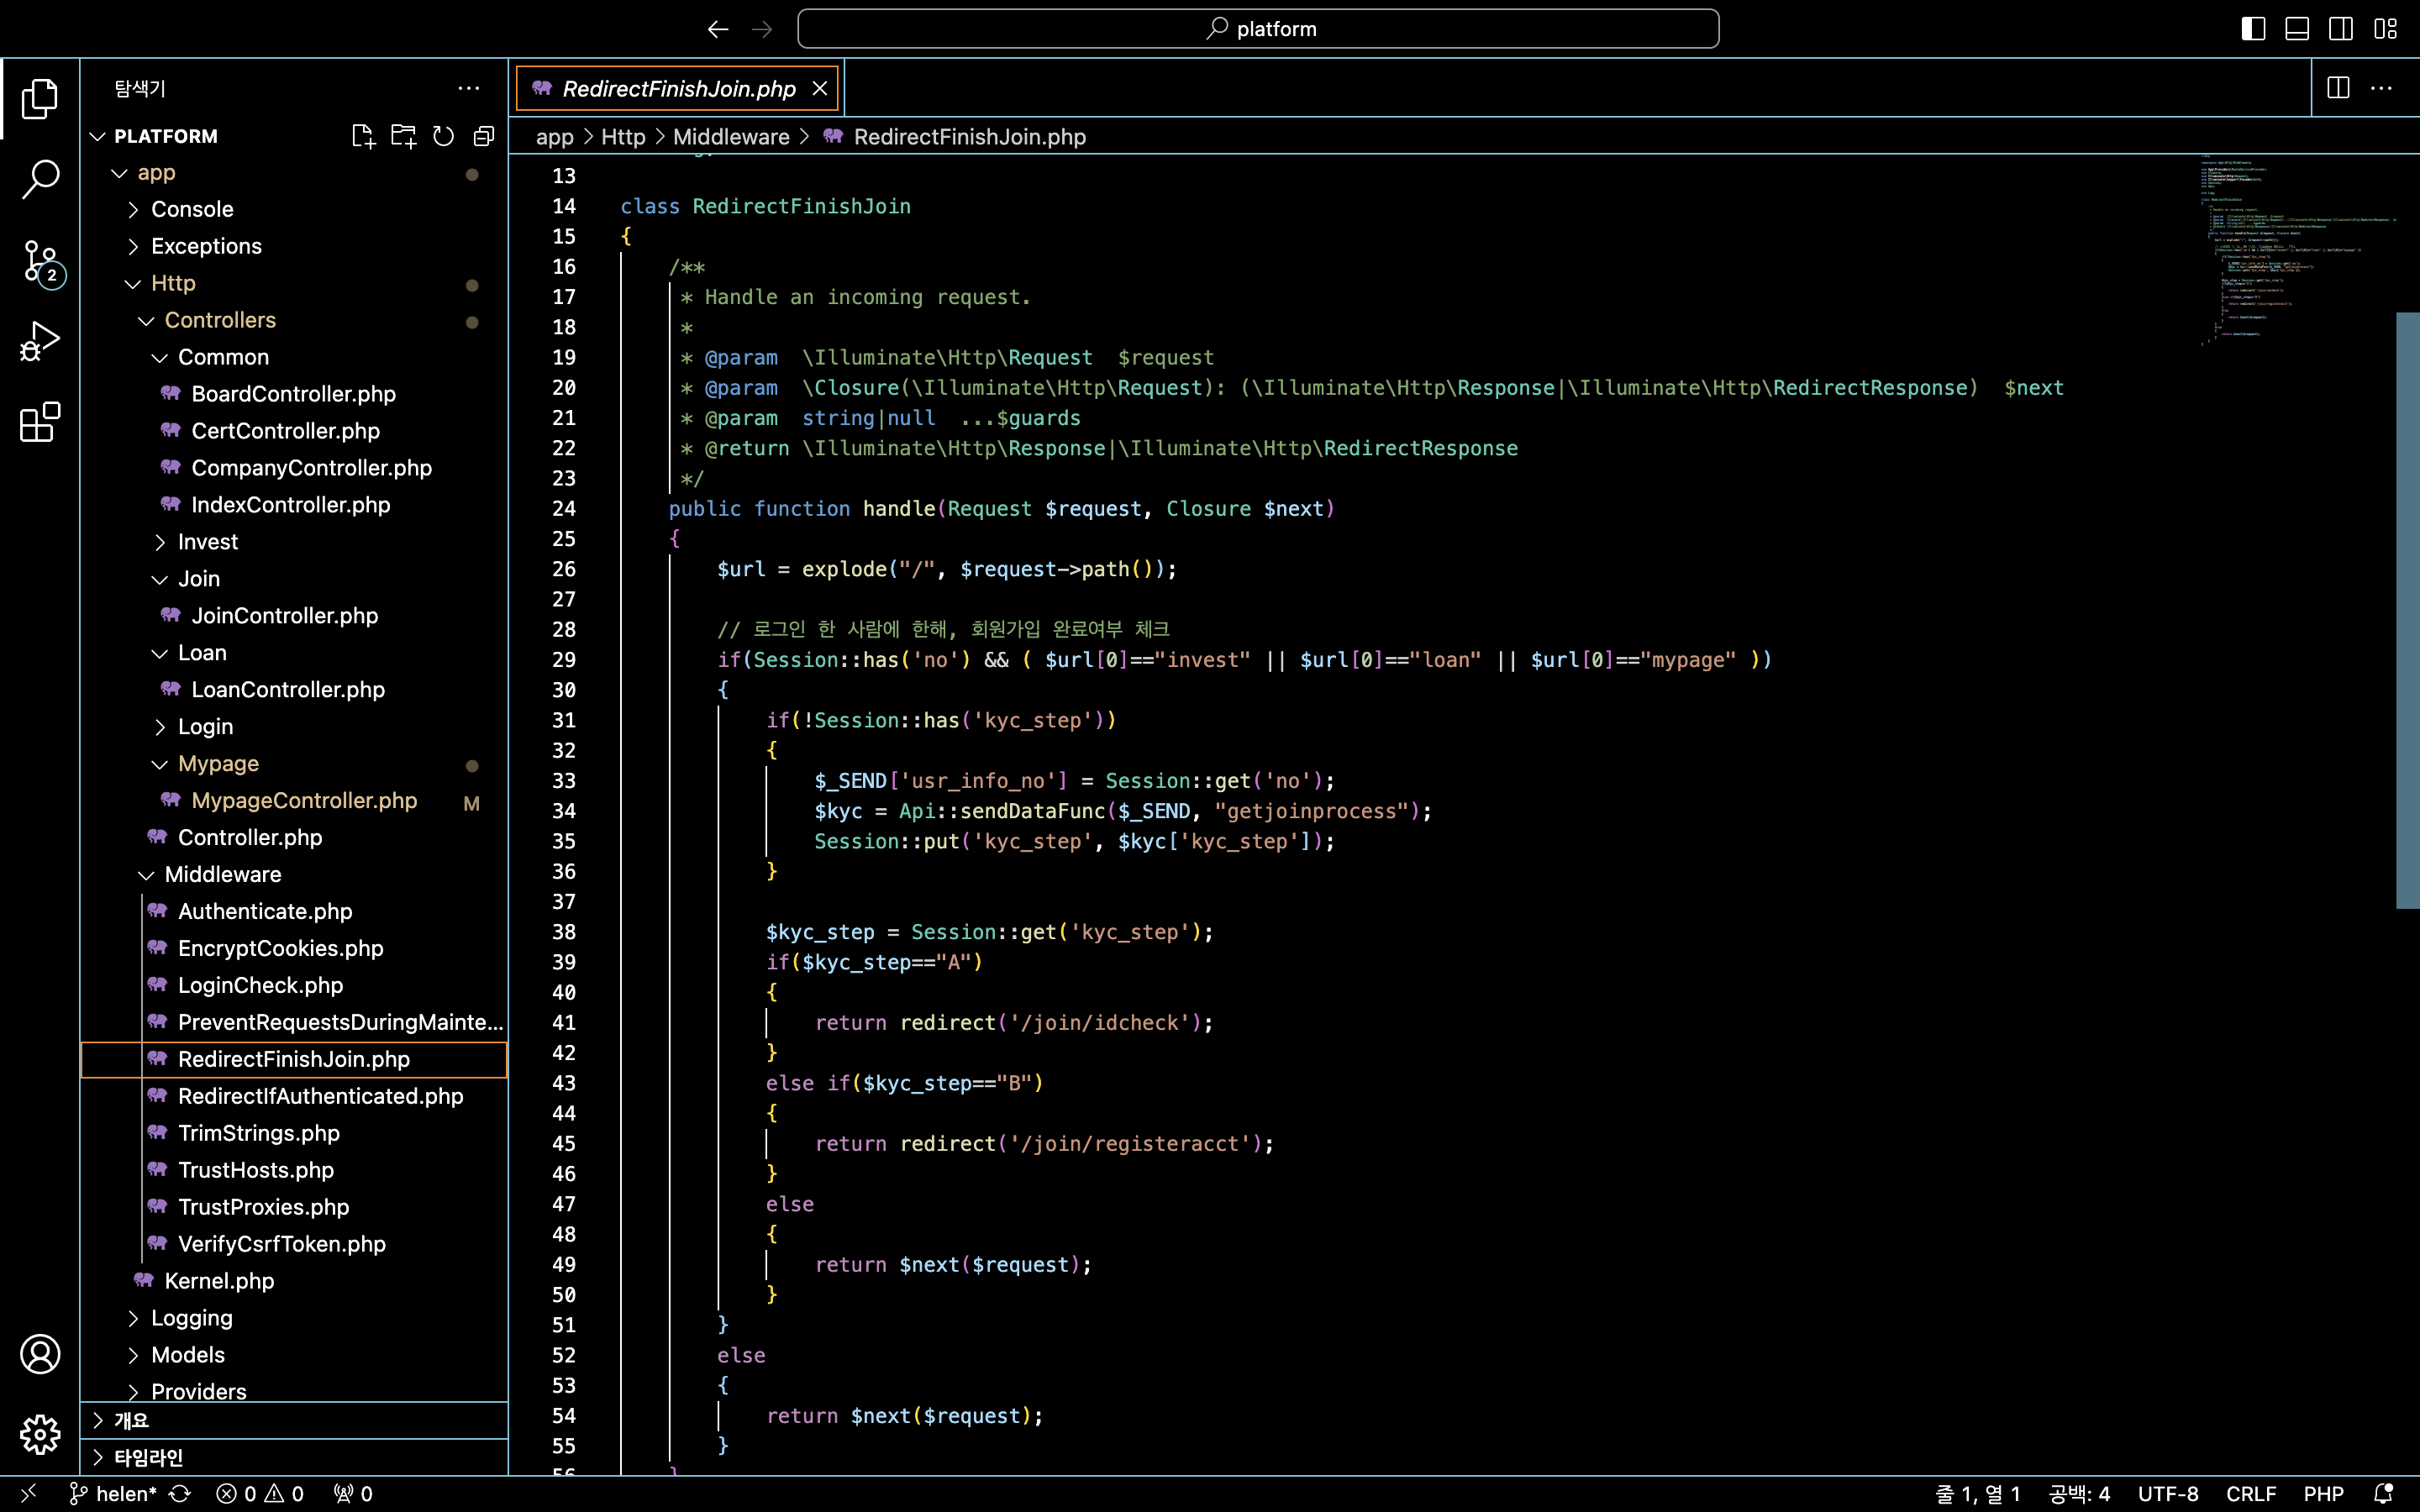 platform
탐색기
PLATFORM
app
Console
Exceptions
Http
Controllers
Common
BoardController.php
CertController.php
CompanyController.php
IndexController.php
Invest
Join
JoinController.php
Loan
LoanController.php
Login
Mypage
MypageController.php M
Controller.php
Middleware
Authenticate.php
EncryptCookies.php
LoginCheck.php
PreventRequestsDuringMainte...
RedirectFinishJoin.php
RedirectIfAuthenticated.php
TrimStrings.php
TrustHosts.php
TrustProxies.php
VerifyCsrfToken.php
Kernel.php
Logging
Models
Providers
개요
타임라인
2
RedirectFinishJoin.php
app > Http > Middleware > RedirectFinishJoin.php
13
14 class RedirectFinishJoin
15 {
16 /**
17 * Handle an incoming request.
18 *
19 * @param  \Illuminate\Http\Request  $request
20 * @param  \Closure(\Illuminate\Http\Request): (\Illuminate\Http\Response|\Illuminate\Http\RedirectResponse)  $next
21 * @param  string|null  ...$guards
22 * @return \Illuminate\Http\Response|\Illuminate\Http\RedirectResponse
23 */
24 public function handle(Request $request, Closure $next)
25 {
26 $url = explode("/", $request->path());
27
28 // 로그인 한 사람에 한해, 회원가입 완료여부 체크
29 if(Session::has('no') && ( $url[0]=="invest" || $url[0]=="loan" || $url[0]=="mypage" ))
30 {
31 if(!Session::has('kyc_step'))
32 {
33 $_SEND['usr_info_no'] = Session::get('no');
34 $kyc = Api::sendDataFunc($_SEND, "getjoinprocess");
35 Session::put('kyc_step', $kyc['kyc_step']);
36 }
37
38 $kyc_step = Session::get('kyc_step');
39 if($kyc_step=="A")
40 {
41 return redirect('/join/idcheck');
42 }
43 else if($kyc_step=="B")
44 {
45 return redirect('/join/registeracct');
46 }
47 else
48 {
49 return $next($request);
50 }
51 }
52 else
53 {
54 return $next($request);
55 }
helen* 0 0 0
줄 1, 열 1 공백: 4 UTF-8 CRLF PHP